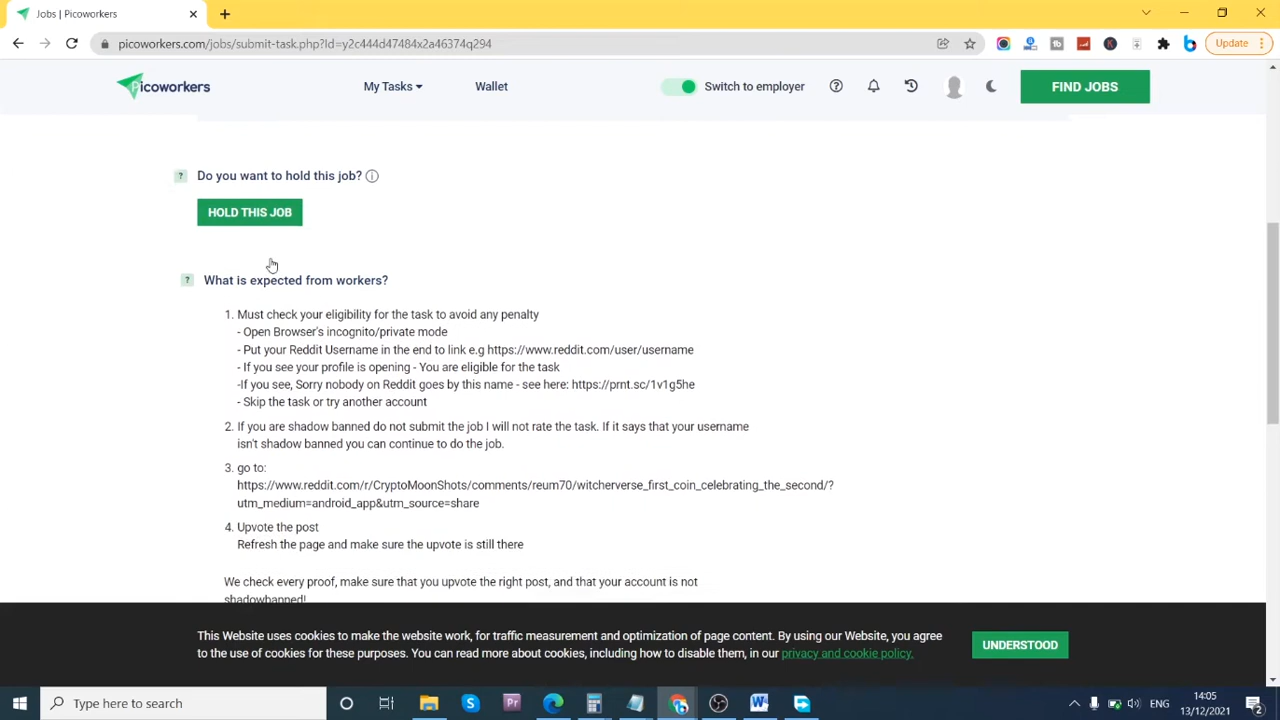 Jobs | Picoworkers
picoworkers.com/jobs/submit-task.php?Id=y2c444d47484x2a46374q294
Update
Picoworkers
My Tasks
Wallet
Switch to employer
FIND JOBS
? Do you want to hold this job?
HOLD THIS JOB
? What is expected from workers?
1. Must check your eligibility for the task to avoid any penalty
- Open Browser's incognito/private mode
- Put your Reddit Username in the end to link e.g https://www.reddit.com/user/username
- If you see your profile is opening - You are eligible for the task
-If you see, Sorry nobody on Reddit goes by this name - see here: https://prnt.sc/1v1g5he
- Skip the task or try another account
2. If you are shadow banned do not submit the job I will not rate the task. If it says that your username
isn't shadow banned you can continue to do the job.
3. go to:
https://www.reddit.com/r/CryptoMoonShots/comments/reum70/witcherverse_first_coin_celebrating_the_second/?
utm_medium=android_app&utm_source=share
4. Upvote the post
Refresh the page and make sure the upvote is still there
We check every proof, make sure that you upvote the right post, and that your account is not
shadowbanned!
This Website uses cookies to make the website work, for traffic measurement and optimization of page content. By using our Website, you agree
to the use of cookies for these purposes. You can read more about cookies, including how to disable them, in our privacy and cookie policy.
UNDERSTOOD
Type here to search
Pr
ENG
14:05
13/12/2021
2